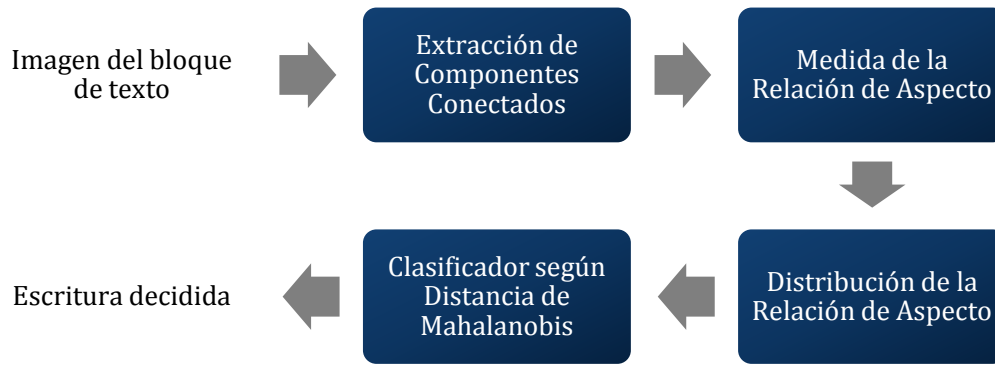 Imagen del bloque
de texto
Extracción de
Componentes
Conectados
Medida de la
Relación de Aspecto
Distribución de la
Relación de Aspecto
Clasificador según
Distancia de
Mahalanobis
Escritura decidida